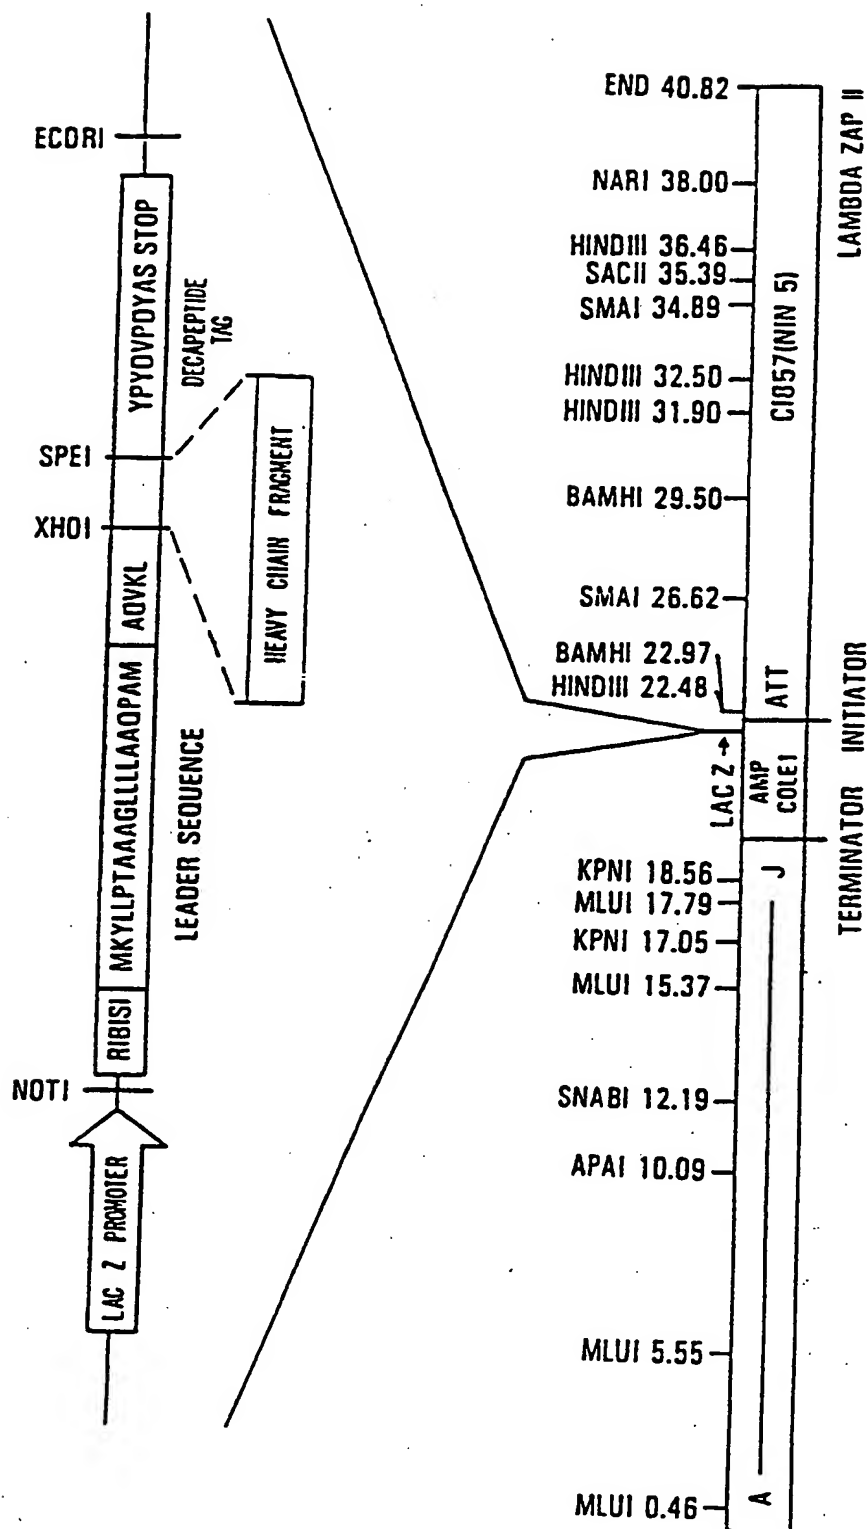 ECORI
YPYDVPDYAS STOP
DECAPEPTIDE
TAG
SPEI
HEAVY CHAIN FRAGMENT
XHOI
AQVKL
MKYLLPTAAAGLLLLAAQPAM
LEADER SEQUENCE
RIBISI
NOTI
LAC Z PROMOTER
END 40.82
NARI 38.00
HINDIII 36.46
SACII 35.39
SMAI 34.89
HINDIII 32.50
HINDIII 31.90
BAMHI 29.50
SMAI 26.62
BAMHI 22.97
HINDIII 22.48
LAC Z →
KPNI 18.56
MLUI 17.79
KPNI 17.05
MLUI 15.37
SNABI 12.19
APAI 10.09
MLUI 5.55
MLUI 0.46
CI857(NIN 5)
ATT
AMP
COLE1
J
A
LAMBDA ZAP II
INITIATOR
TERMINATOR